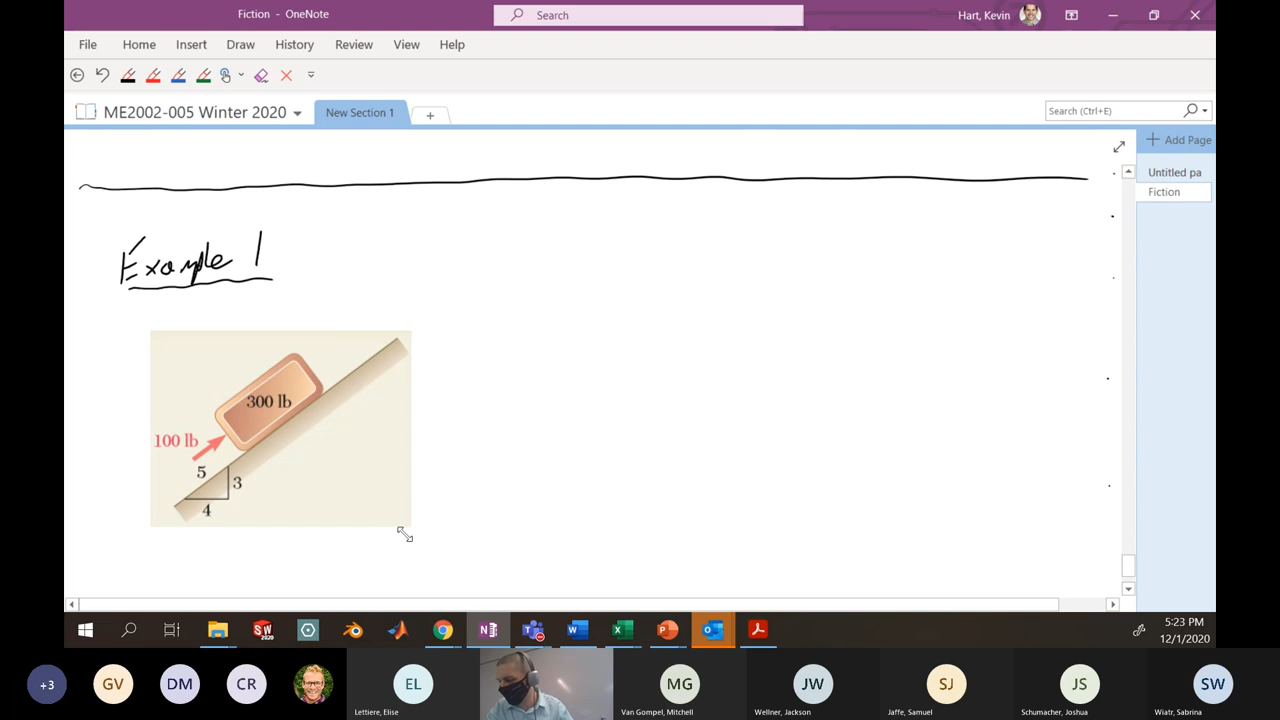 Fiction - OneNote
Search
Hart, Kevin
File Home Insert Draw History Review View Help
ME2002-005 Winter 2020
New Section 1
+
Search (Ctrl+E)
Add Page
Untitled pa
Fiction
Example 1
300 lb
100 lb
5
3
4
SW
2020
N
W
X
P
O
5:23 PM
12/1/2020
+3
GV
DM
CR
EL
MG
JW
SJ
JS
SW
Lettiere, Elise
Van Gompel, Mitchell
Wellner, Jackson
Jaffe, Samuel
Schumacher, Joshua
Wiatr, Sabrina